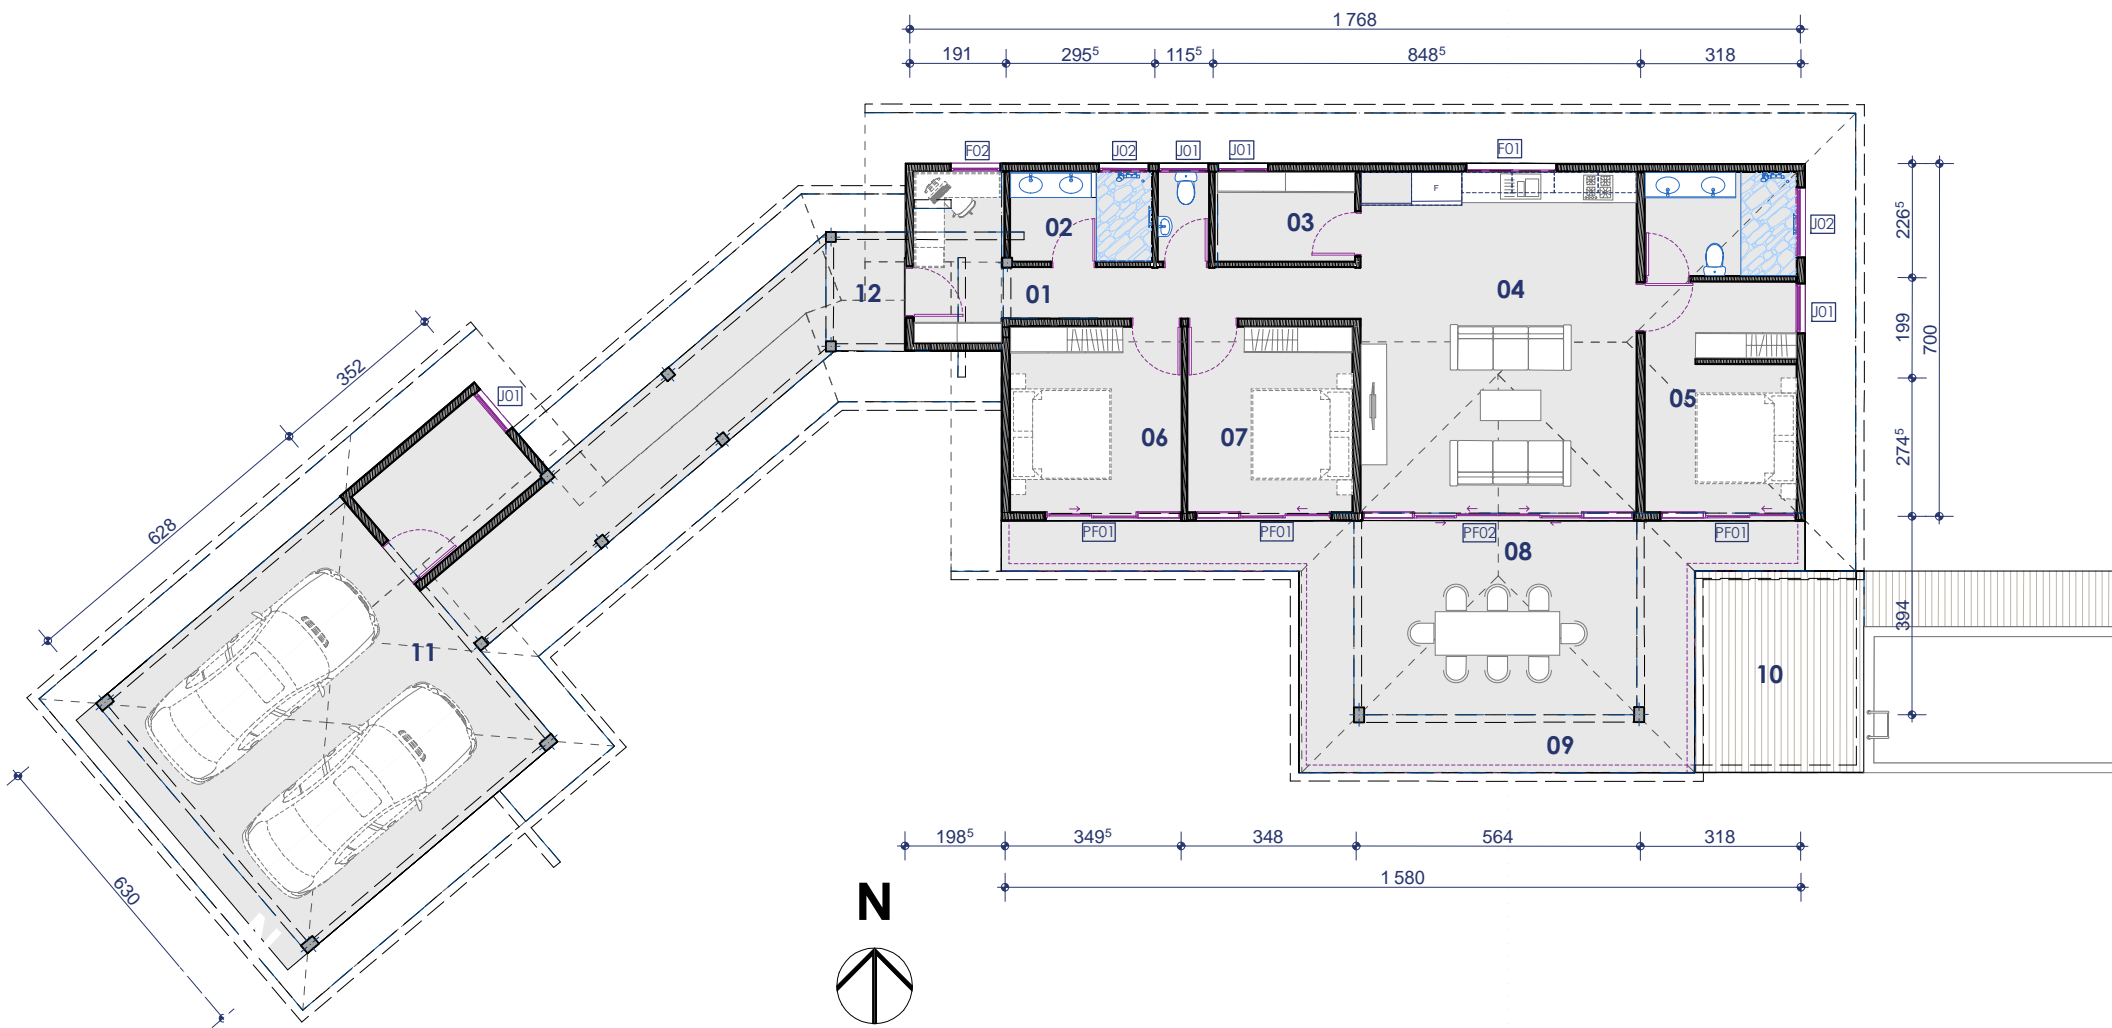 1 768
191 295⁵ 115⁵ 848⁵ 318
F02 J02 J01 J01 F01
F
02 03
226⁵
J02
12 01 04
J01
199
700
352
J01
05
06 07
274⁵
628
PF01 PF01 PF02 PF01
08
394
11
10
09
198⁵ 349⁵ 348 564 318
1 580
630
N
N